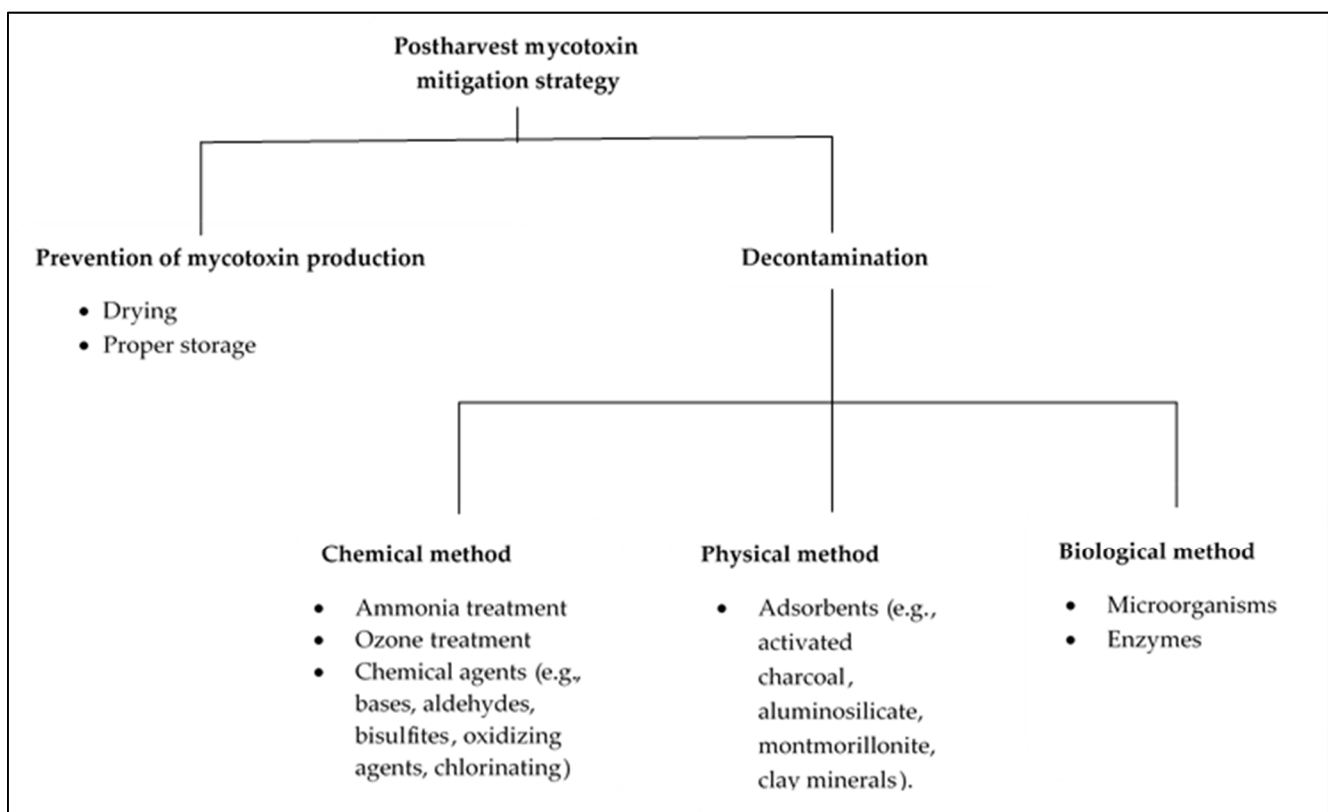 Postharvest mycotoxin
mitigation strategy
Prevention of mycotoxin production
• Drying
• Proper storage
Decontamination
Chemical method
• Ammonia treatment
• Ozone treatment
• Chemical agents (e.g.,
bases, aldehydes,
bisulfites, oxidizing
agents, chlorinating)
Physical method
• Adsorbents (e.g.,
activated
charcoal,
aluminosilicate,
montmorillonite,
clay minerals).
Biological method
• Microorganisms
• Enzymes